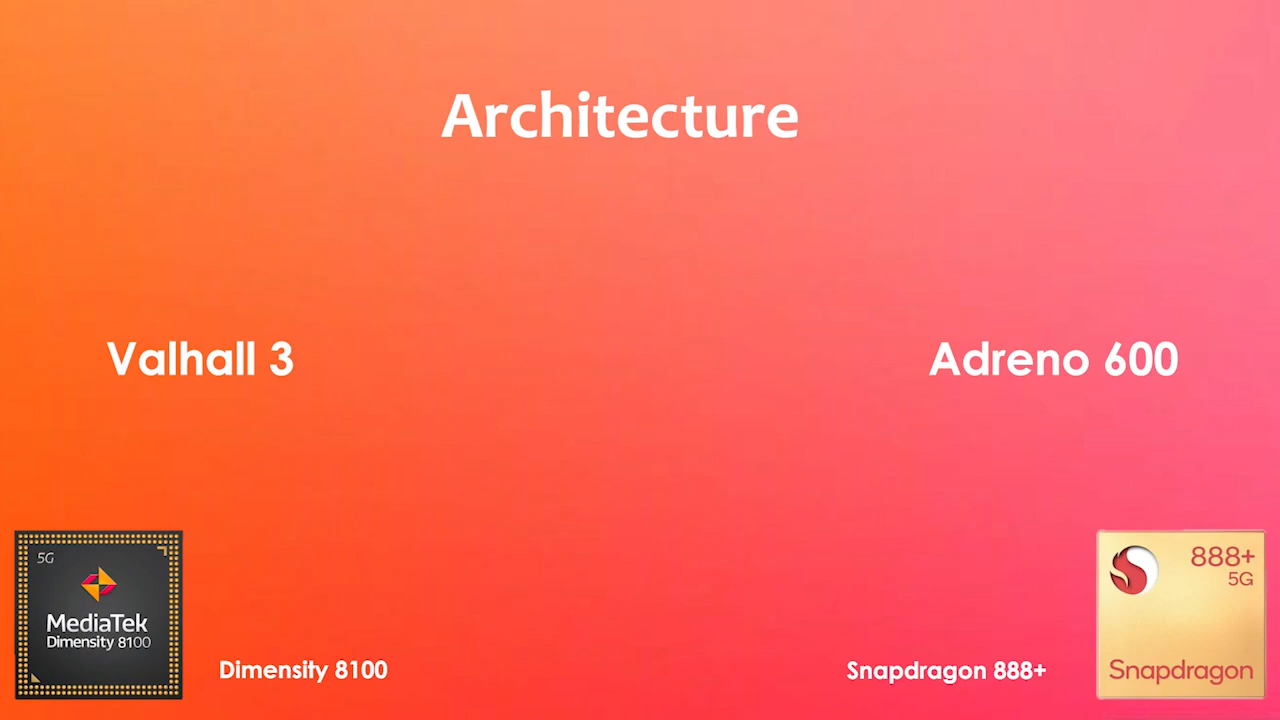 Architecture
Valhall 3
Adreno 600
5G
MediaTek
Dimensity 8100
Dimensity 8100
Snapdragon 888+
888+
5G
Snapdragon